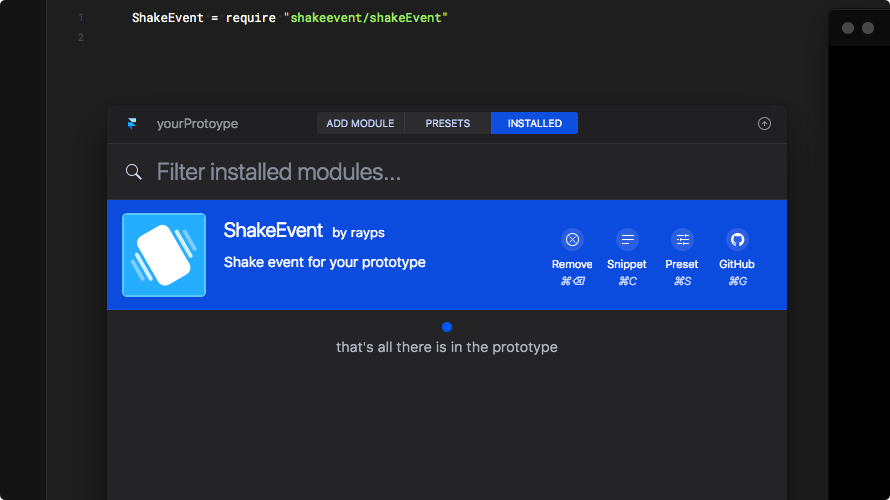 1 ShakeEvent = require "shakeevent/shakeEvent"
2
yourProtoype ADD MODULE PRESETS INSTALLED
Filter installed modules...
ShakeEvent by rayps
Shake event for your prototype
Remove Snippet Preset GitHub
⌘⌫ ⌘C ⌘S ⌘G
that's all there is in the prototype